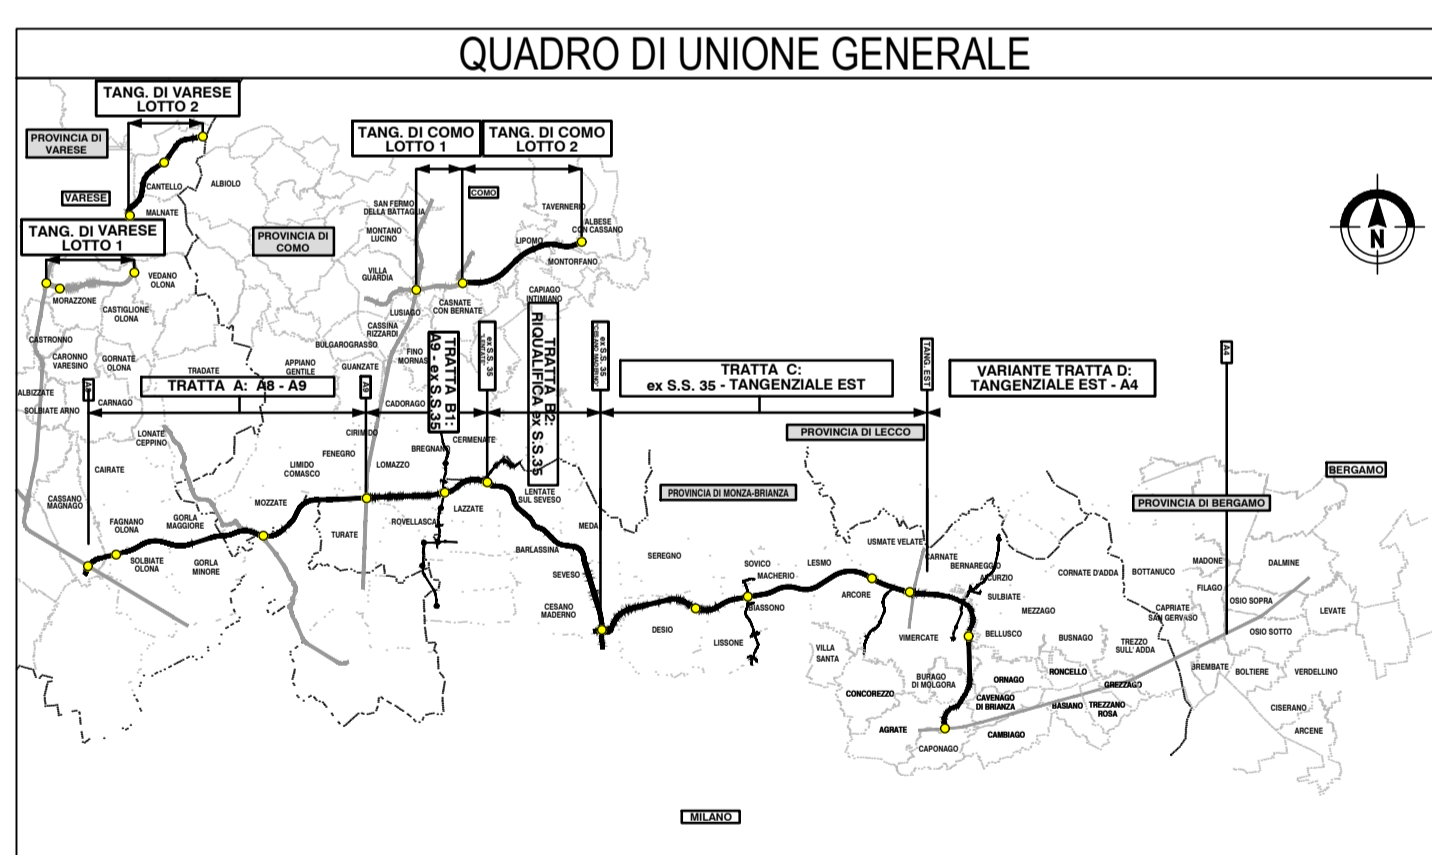 QUADRO DI UNIONE GENERALE
TANG. DI VARESE
LOTTO 2
PROVINCIA DI
VARESE
CANTELLO
ALBIOLO
VARESE
MALNATE
TANG. DI VARESE
LOTTO 1
TANG. DI COMO
LOTTO 1
TANG. DI COMO
LOTTO 2
COMO
SAN FERMO
DELLA BATTAGLIA
TAVERNERIO
ALBESE
CON CASSANO
MONTANO
LUCINO
PROVINCIA DI
COMO
LIPOMO
MONTORFANO
VILLA
GUARDIA
VEDANO
OLONA
MORAZZONE
CASTIGLIONE
OLONA
CAPIAGO
INTIMIANO
CASNATE
CON BERNATE
LUSIAGO
CASSINA
RIZZARDI
BULGAROGRASSO
CASTRONNO
CARONNO
VARESINO
GORNATE
OLONA
FINO
MORNAS
APPIANO
GENTILE
GUANZATE
TRADATE
ALBIZZATE
SOLBIATE ARNO
CARNAGO
TRATTA A: A8 - A9
A9
CADORAGO
TRATTA B1:
A9 - ex S.S.35
ex S.S. 35
TRATTA B2:
RIQUALIFICA ex S.S.35
ex S.S. 35
TRATTA C:
ex S.S. 35 - TANGENZIALE EST
TANG. EST
VARIANTE TRATTA D:
TANGENZIALE EST - A4
A4
N
PROVINCIA DI LECCO
PROVINCIA DI MONZA-BRIANZA
BERGAMO
PROVINCIA DI BERGAMO
LONATE
CEPPINO
CIRIMIDO
FENEGRO
LOMAZZO
BREGNANO
CERMENATE
CAIRATE
LIMIDO
COMASCO
CASSANO
MAGNAGO
MOZZATE
LENTATE
SUL SEVESO
LAZZATE
ROVELLASCA
FAGNANO
OLONA
GORLA
MAGGIORE
TURATE
MEDA
SOLBIATE
OLONA
GORLA
MINORE
BARLASSINA
SEVESO
CESANO
MADERNO
SEREGNO
DESIO
SOVICO
MACHERIO
LESMO
BIASSONO
LISSONE
ARCORE
USMATE VELATE
CARNATE
BERNAREGGIO
AICURZIO
SULBIATE
MEZZAGO
CORNATE D'ADDA
BOTTANUCO
MADONE
DALMINE
FILAGO
OSIO SOPRA
LEVATE
CAPRIATE
SAN GERVASO
OSIO SOTTO
VIMERCATE
BELLUSCO
BUSNAGO
TREZZO
SULL' ADDA
VILLA
SANTA
BURAGO
DI MOLGORA
RONCELLO
ORNAGO
GREZZAGO
BREMBATE
BOLTIERE
VERDELLINO
CONCOREZZO
CAVENAGO
DI BRIANZA
BASIANO
TREZZANO
ROSA
CISERANO
ARCENE
AGRATE
CAMBIAGO
CAPONAGO
MILANO